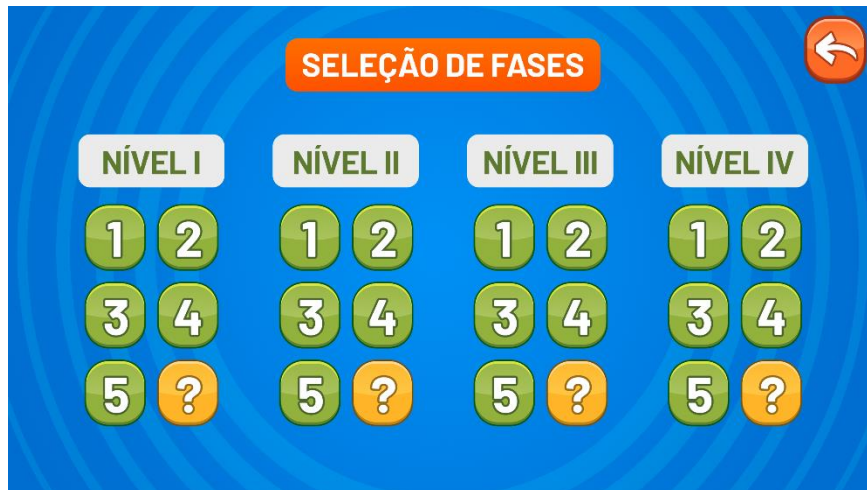 SELEÇÃO DE FASES
NÍVEL I NÍVEL II NÍVEL III NÍVEL IV
1 2 1 2 1 2 1 2
3 4 3 4 3 4 3 4
5 ? 5 ? 5 ? 5 ?